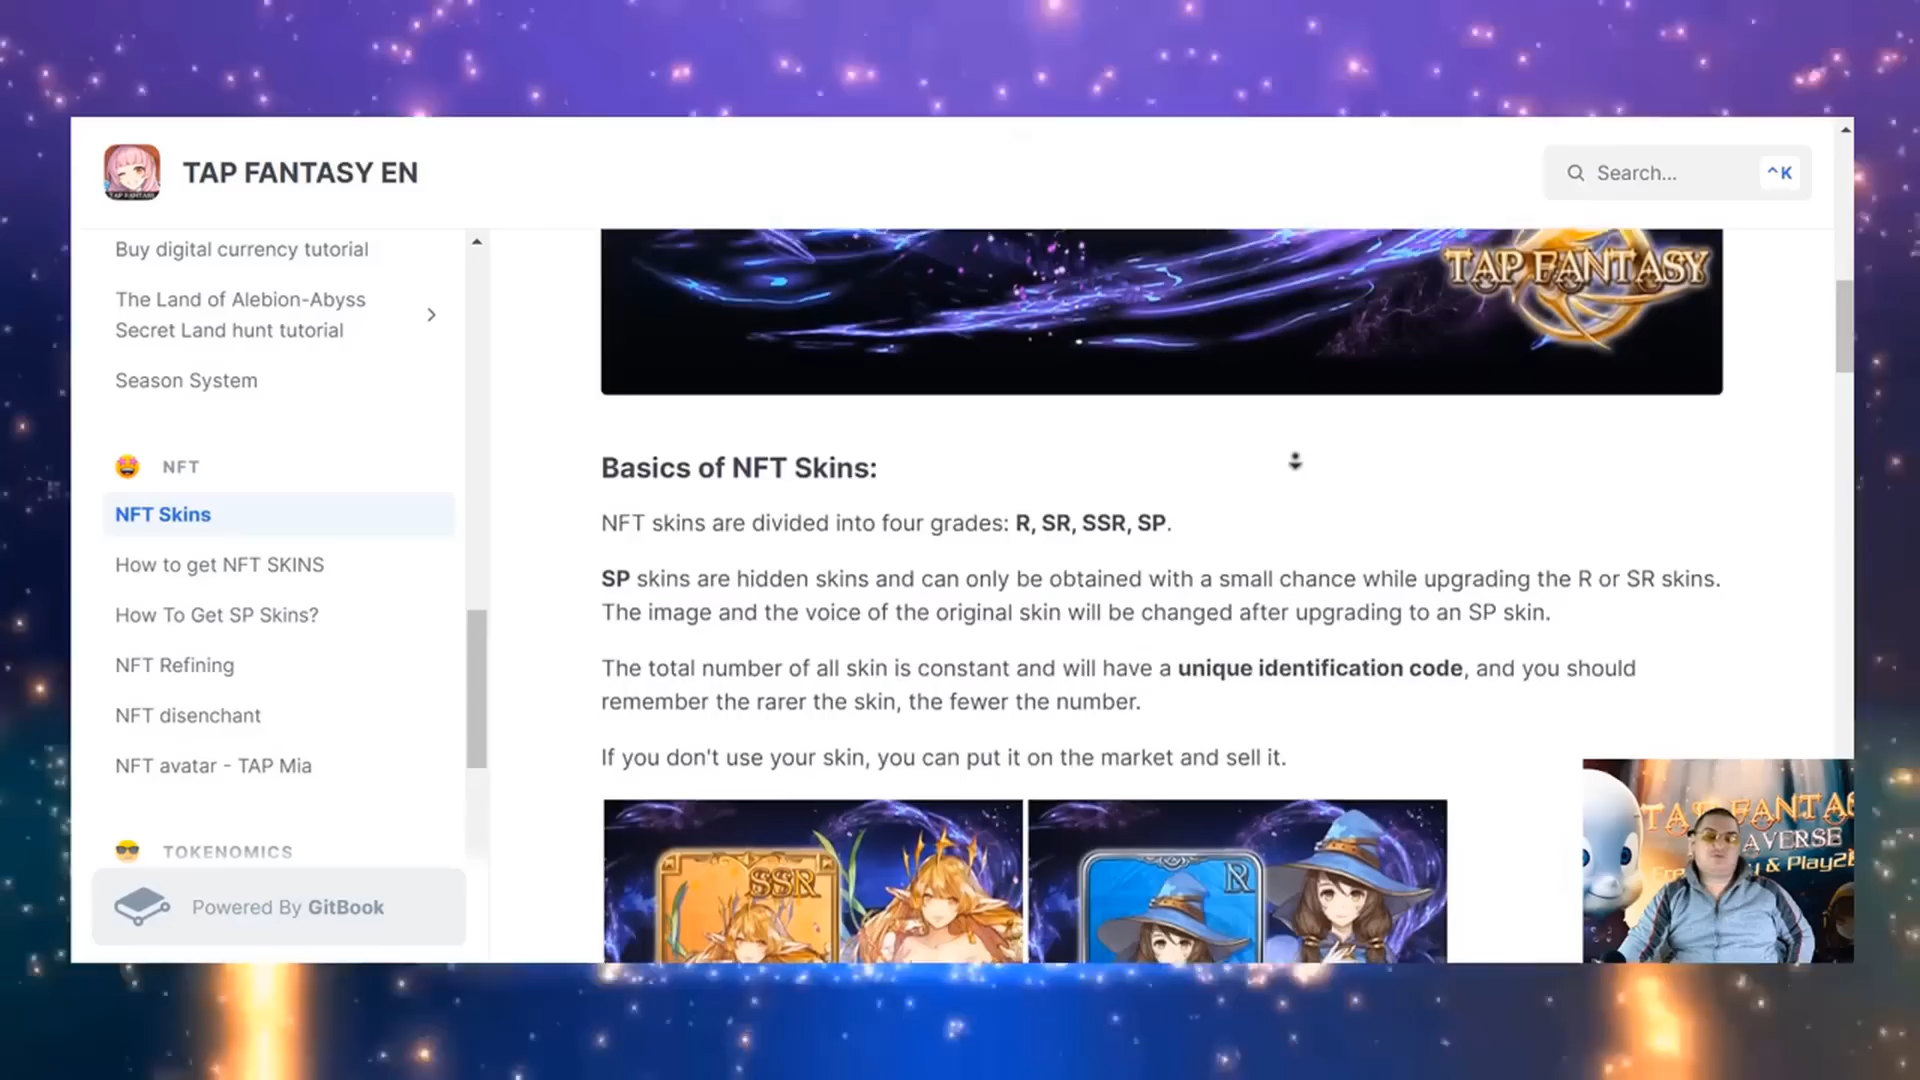 TAP FANTASY EN
Search...
^K
Buy digital currency tutorial
The Land of Alebion-Abyss
Secret Land hunt tutorial
Season System
NFT
NFT Skins
How to get NFT SKINS
How To Get SP Skins?
NFT Refining
NFT disenchant
NFT avatar - TAP Mia
TOKENOMICS
Powered By GitBook
TAP FANTASY
Basics of NFT Skins:
NFT skins are divided into four grades: R, SR, SSR, SP.
SP skins are hidden skins and can only be obtained with a small chance while upgrading the R or SR skins.
The image and the voice of the original skin will be changed after upgrading to an SP skin.
The total number of all skin is constant and will have a unique identification code, and you should
remember the rarer the skin, the fewer the number.
If you don't use your skin, you can put it on the market and sell it.
SSR
R